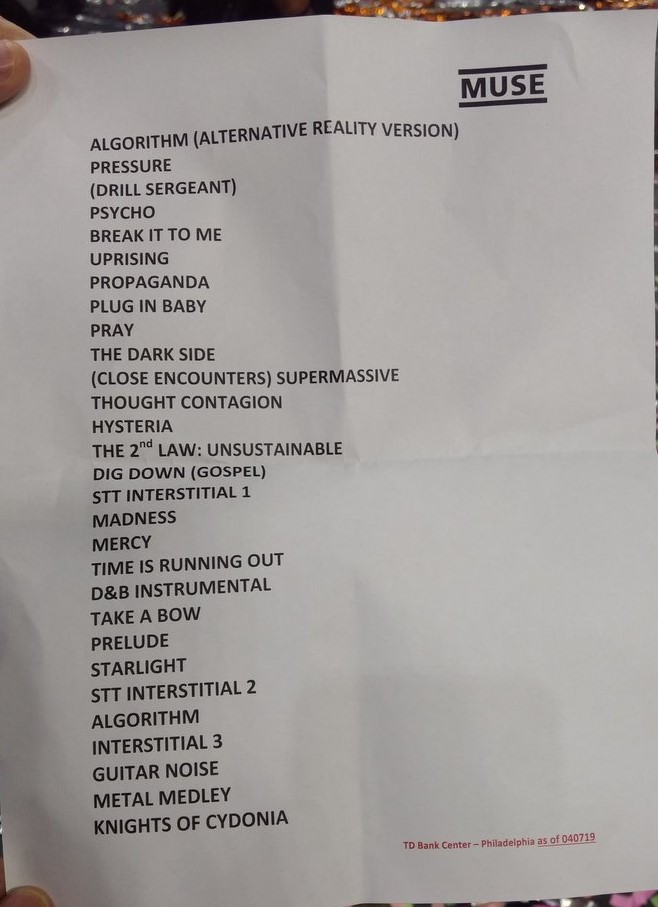 MUSE
ALGORITHM (ALTERNATIVE REALITY VERSION)
PRESSURE
(DRILL SERGEANT)
PSYCHO
BREAK IT TO ME
UPRISING
PROPAGANDA
PLUG IN BABY
PRAY
THE DARK SIDE
(CLOSE ENCOUNTERS) SUPERMASSIVE
THOUGHT CONTAGION
HYSTERIA
THE 2nd LAW: UNSUSTAINABLE
DIG DOWN (GOSPEL)
STT INTERSTITIAL 1
MADNESS
MERCY
TIME IS RUNNING OUT
D&B INSTRUMENTAL
TAKE A BOW
PRELUDE
STARLIGHT
STT INTERSTITIAL 2
ALGORITHM
INTERSTITIAL 3
GUITAR NOISE
METAL MEDLEY
KNIGHTS OF CYDONIA
TD Bank Center – Philadelphia as of 040719